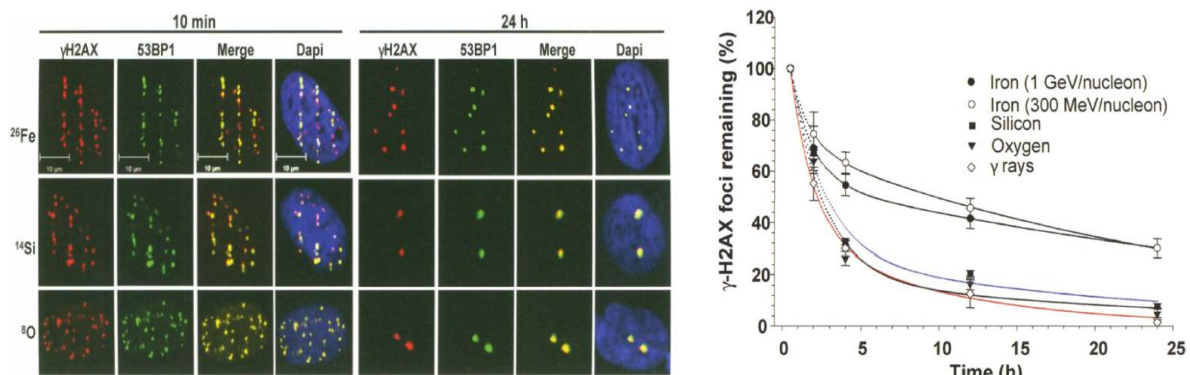 10 min
24 h
γH2AX 53BP1 Merge Dapi γH2AX 53BP1 Merge Dapi
²⁶Fe
10 μm 10 μm 10 μm 10 μm
¹⁴Si
⁸O
γ-H2AX foci remaining (%)
120
100
80
60
40
20
0
Iron (1 GeV/nucleon)
Iron (300 MeV/nucleon)
Silicon
Oxygen
γ rays
0 5 10 15 20 25
Time (h)